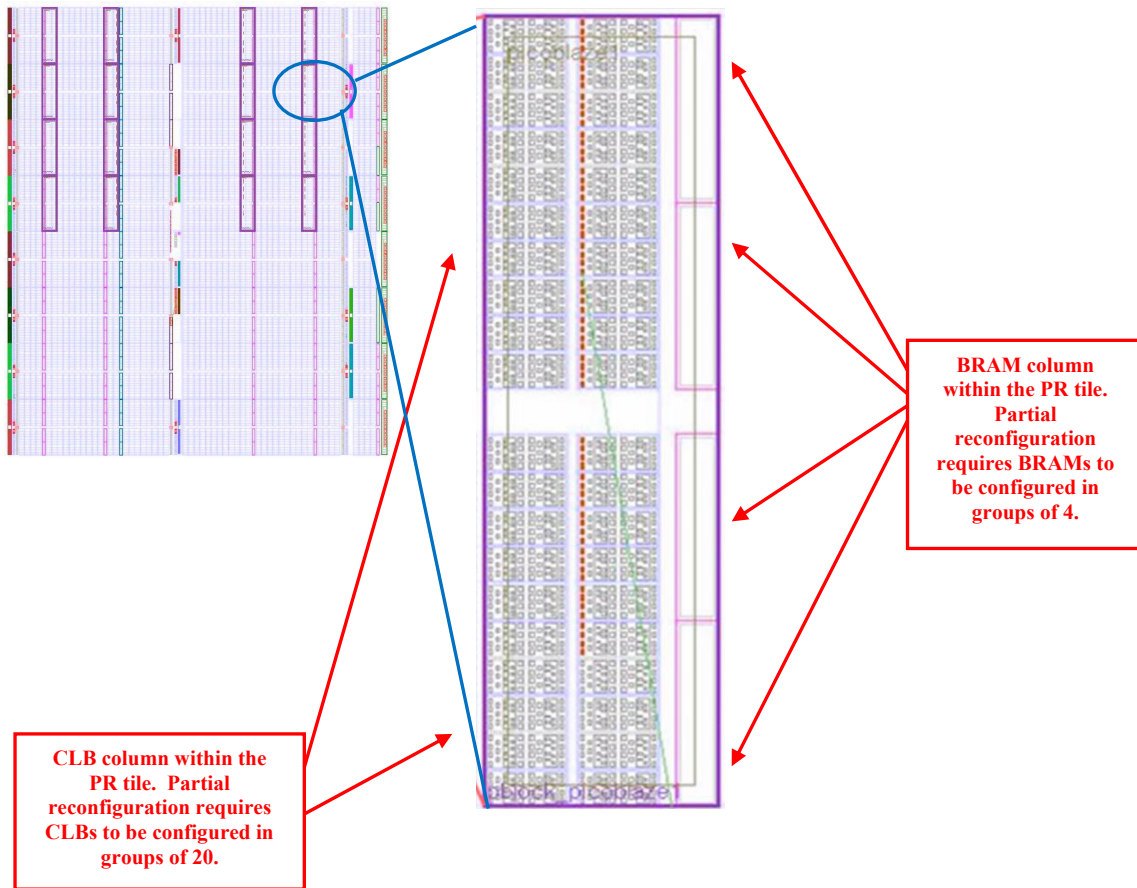 picoblaze1
BRAM column
within the PR tile.
Partial
reconfiguration
requires BRAMs to
be configured in
groups of 4.
pblock_picoblaze1
CLB column within the
PR tile.  Partial
reconfiguration requires
CLBs to be configured in
groups of 20.